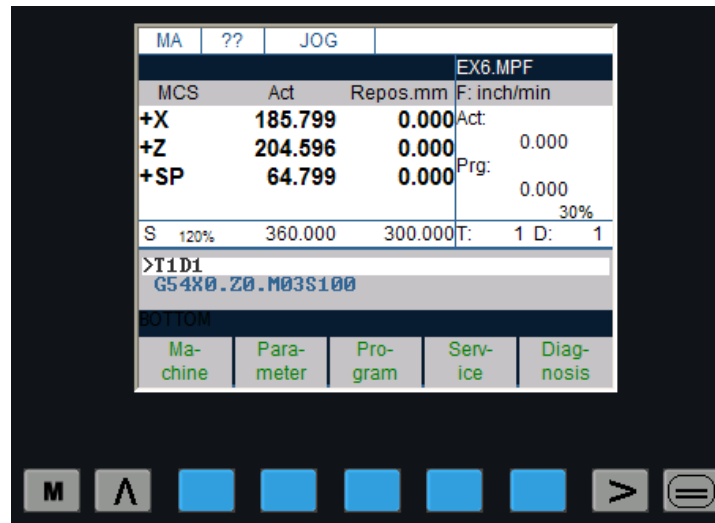 MA ?? JOG
EX6.MPF
MCS Act Repos.mm F: inch/min
+X 185.799 0.000 Act:
0.000
+Z 204.596 0.000
Prg:
+SP 64.799 0.000
0.000
30%
S 120% 360.000 300.000 T: 1 D: 1
>T1D1
G54X0.Z0.M03S100
BOTTOM
Ma- Para- Pro- Serv- Diag-
chine meter gram ice nosis
M Λ >